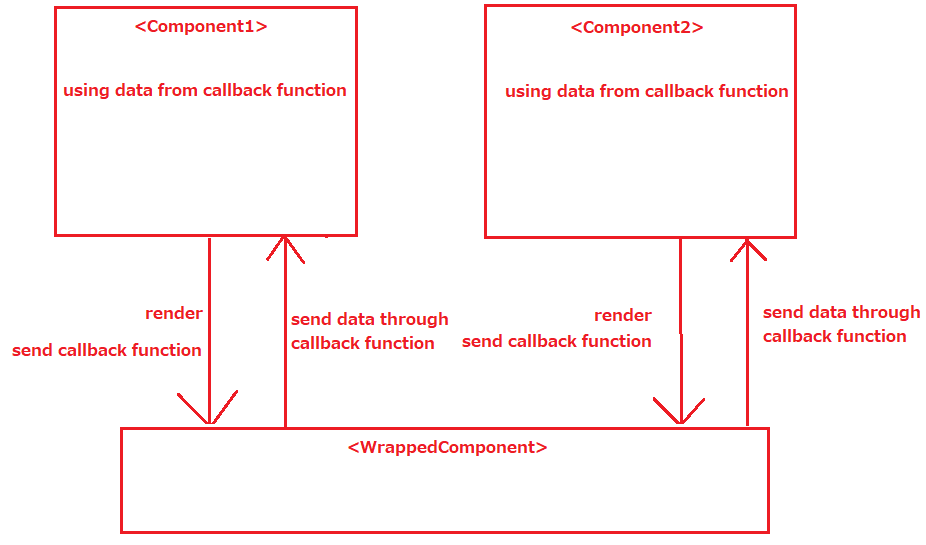 <Component1>
using data from callback function
<Component2>
using data from callback function
render
send callback function
send data through
callback function
render
send callback function
send data through
callback function
<WrappedComponent>